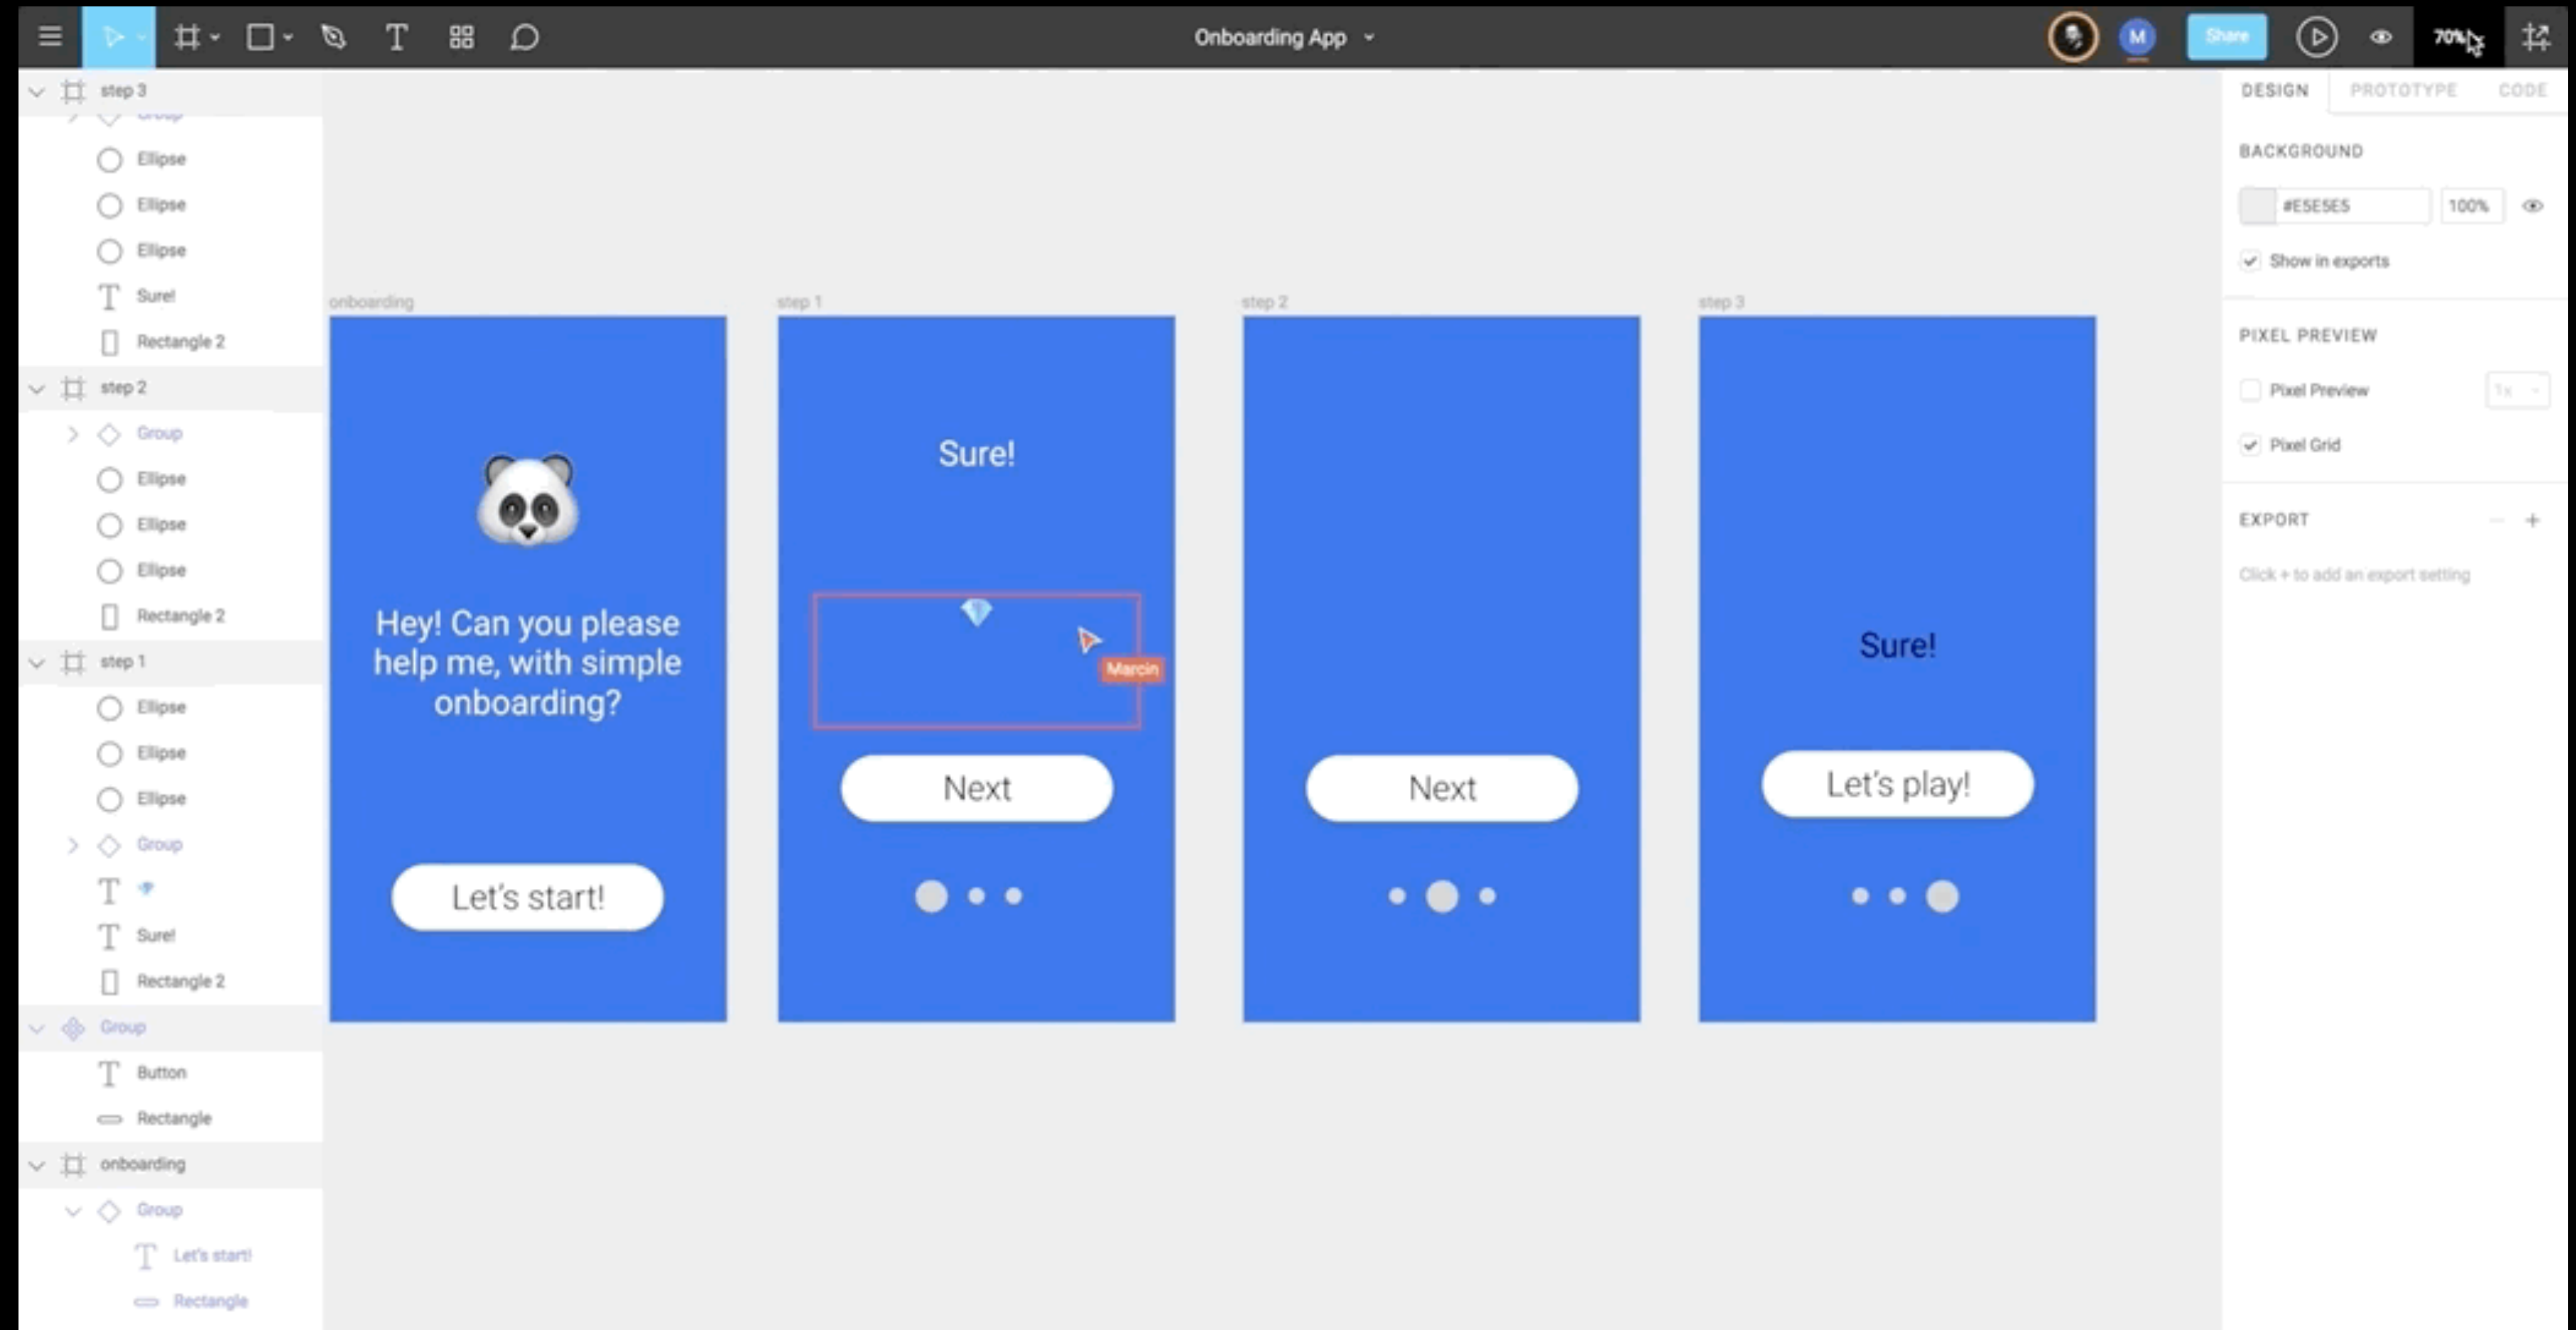 Onboarding App
M
Share
70%
step 3
Group
Ellipse
Ellipse
Ellipse
Sure!
Rectangle 2
step 2
Group
Ellipse
Ellipse
Ellipse
Rectangle 2
step 1
Ellipse
Ellipse
Ellipse
Group
Sure!
Rectangle 2
Group
Button
Rectangle
onboarding
Group
Let's start!
Rectangle
onboarding
Hey! Can you please
help me, with simple
onboarding?
Let's start!
step 1
Sure!
Marcin
Next
step 2
Next
step 3
Sure!
Let's play!
DESIGN PROTOTYPE CODE
BACKGROUND
#E5E5E5 100%
Show in exports
PIXEL PREVIEW
Pixel Preview 1x
Pixel Grid
EXPORT
Click + to add an export setting